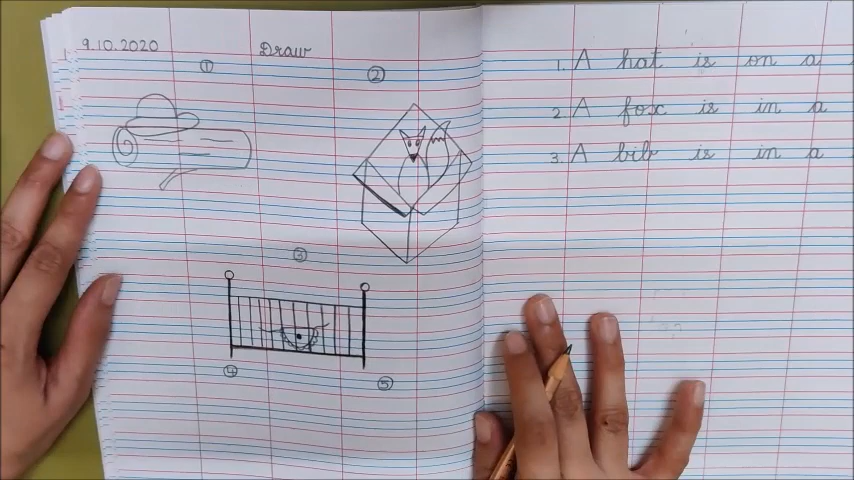 9.10.2020 Draw
①
②
③
④
⑤
1. A hat is on a
2. A fox is in a
3. A bib is in a